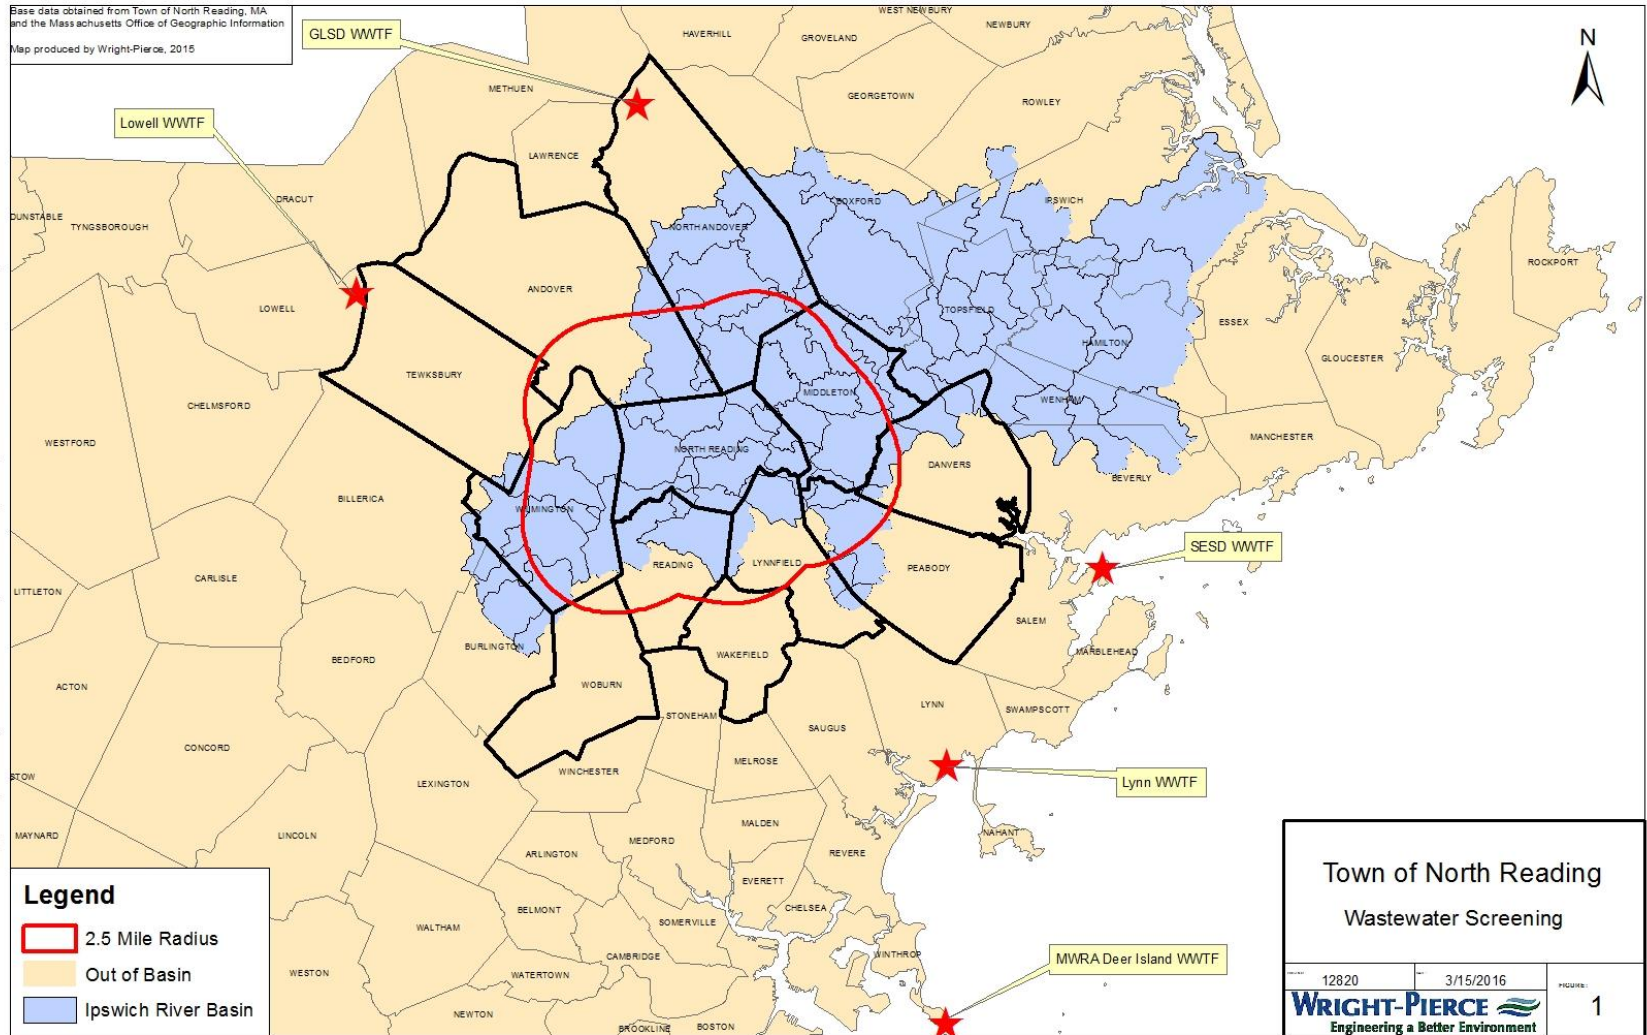 Base data obtained from Town of North Reading, MA
and the Massachusetts Office of Geographic Information
Map produced by Wright-Pierce, 2015
GLSD WWTF
Lowell WWTF
SESD WWTF
Lynn WWTF
MWRA Deer Island WWTF
N
WEST NEWBURY
NEWBURY
HAVERHILL
GROVELAND
METHUEN
GEORGETOWN
ROWLEY
LAWRENCE
DRACUT
DUNSTABLE
TYNGSBOROUGH
BOXFORD
IPSWICH
NORTH ANDOVER
ROCKPORT
ANDOVER
LOWELL
TOPSFIELD
ESSEX
HAMILTON
GLOUCESTER
TEWKSBURY
MIDDLETON
WENHAM
CHELMSFORD
WESTFORD
MANCHESTER
NORTH READING
DANVERS
BEVERLY
BILLERICA
WILMINGTON
CARLISLE
READING
LYNNFIELD
PEABODY
LITTLETON
SALEM
BURLINGTON
BEDFORD
WAKEFIELD
MARBLEHEAD
ACTON
WOBURN
LYNN
SWAMPSCOTT
STONEHAM
SAUGUS
CONCORD
STOW
MELROSE
WINCHESTER
LEXINGTON
MALDEN
NAHANT
MAYNARD
LINCOLN
MEDFORD
ARLINGTON
REVERE
EVERETT
BELMONT
CHELSEA
SOMERVILLE
WALTHAM
CAMBRIDGE
WINTHROP
WESTON
WATERTOWN
NEWTON
BROOKLINE
BOSTON
Legend
2.5 Mile Radius
Out of Basin
Ipswich River Basin
Town of North Reading
Wastewater Screening
12820
3/15/2016
FIGURE:
1
WRIGHT-PIERCE
Engineering a Better Environment